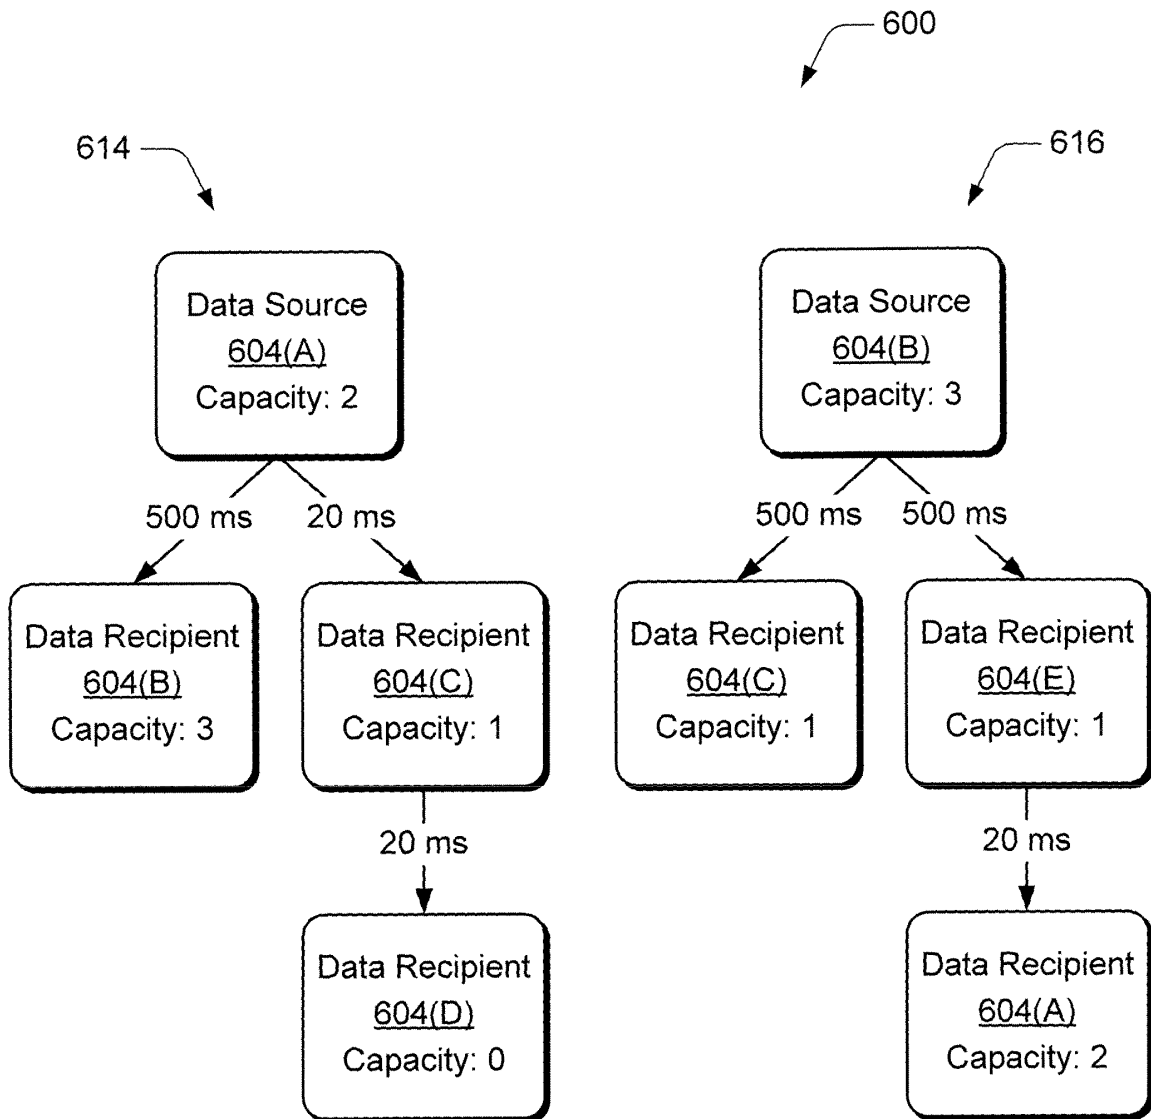 600
614
616
Data Source
604(A)
Capacity: 2
Data Source
604(B)
Capacity: 3
500 ms
20 ms
500 ms
500 ms
Data Recipient
604(B)
Capacity: 3
Data Recipient
604(C)
Capacity: 1
Data Recipient
604(C)
Capacity: 1
Data Recipient
604(E)
Capacity: 1
20 ms
20 ms
Data Recipient
604(D)
Capacity: 0
Data Recipient
604(A)
Capacity: 2